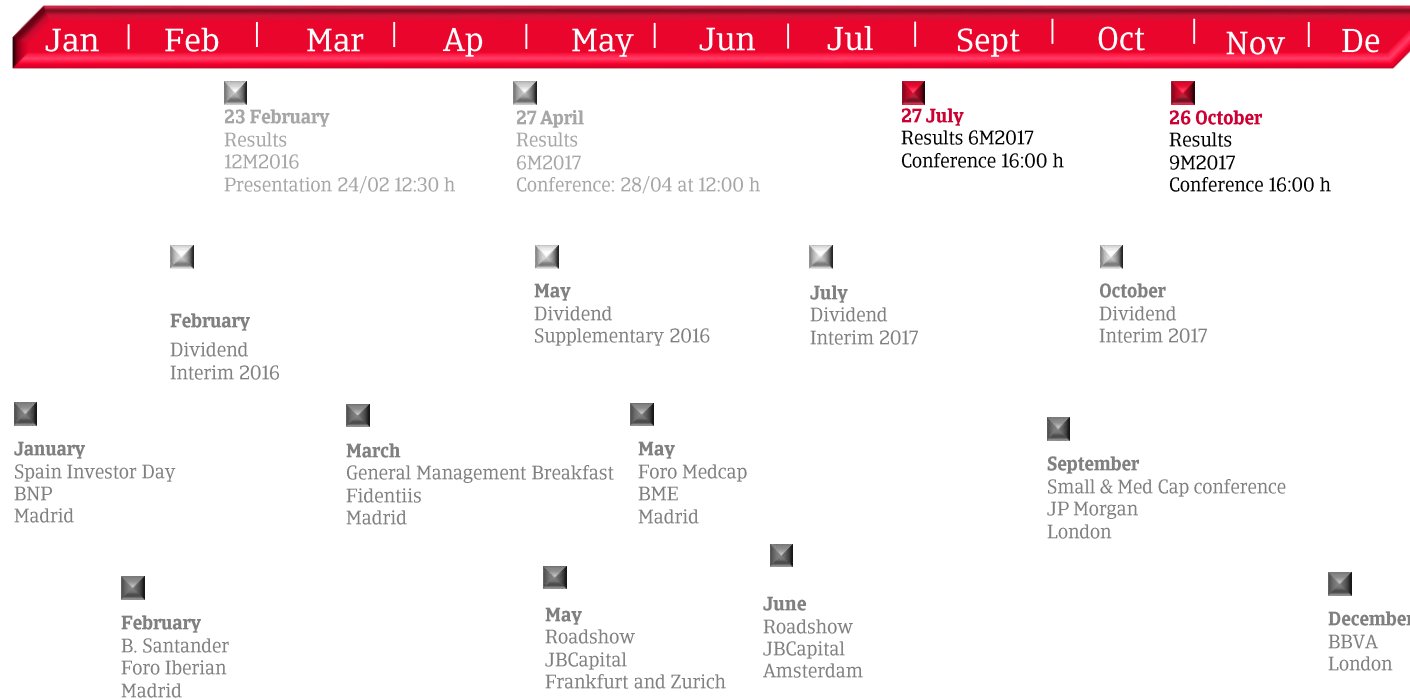 Jan | Feb | Mar | Ap | May | Jun | Jul | Sept | Oct | Nov | De
23 February
Results
12M2016
Presentation 24/02 12:30 h
27 April
Results
6M2017
Conference: 28/04 at 12:00 h
27 July
Results 6M2017
Conference 16:00 h
26 October
Results
9M2017
Conference 16:00 h
February
Dividend
Interim 2016
May
Dividend
Supplementary 2016
July
Dividend
Interim 2017
October
Dividend
Interim 2017
January
Spain Investor Day
BNP
Madrid
March
General Management Breakfast
Fidentiis
Madrid
May
Foro Medcap
BME
Madrid
September
Small & Med Cap conference
JP Morgan
London
February
B. Santander
Foro Iberian
Madrid
May
Roadshow
JBCapital
Frankfurt and Zurich
June
Roadshow
JBCapital
Amsterdam
December
BBVA
London